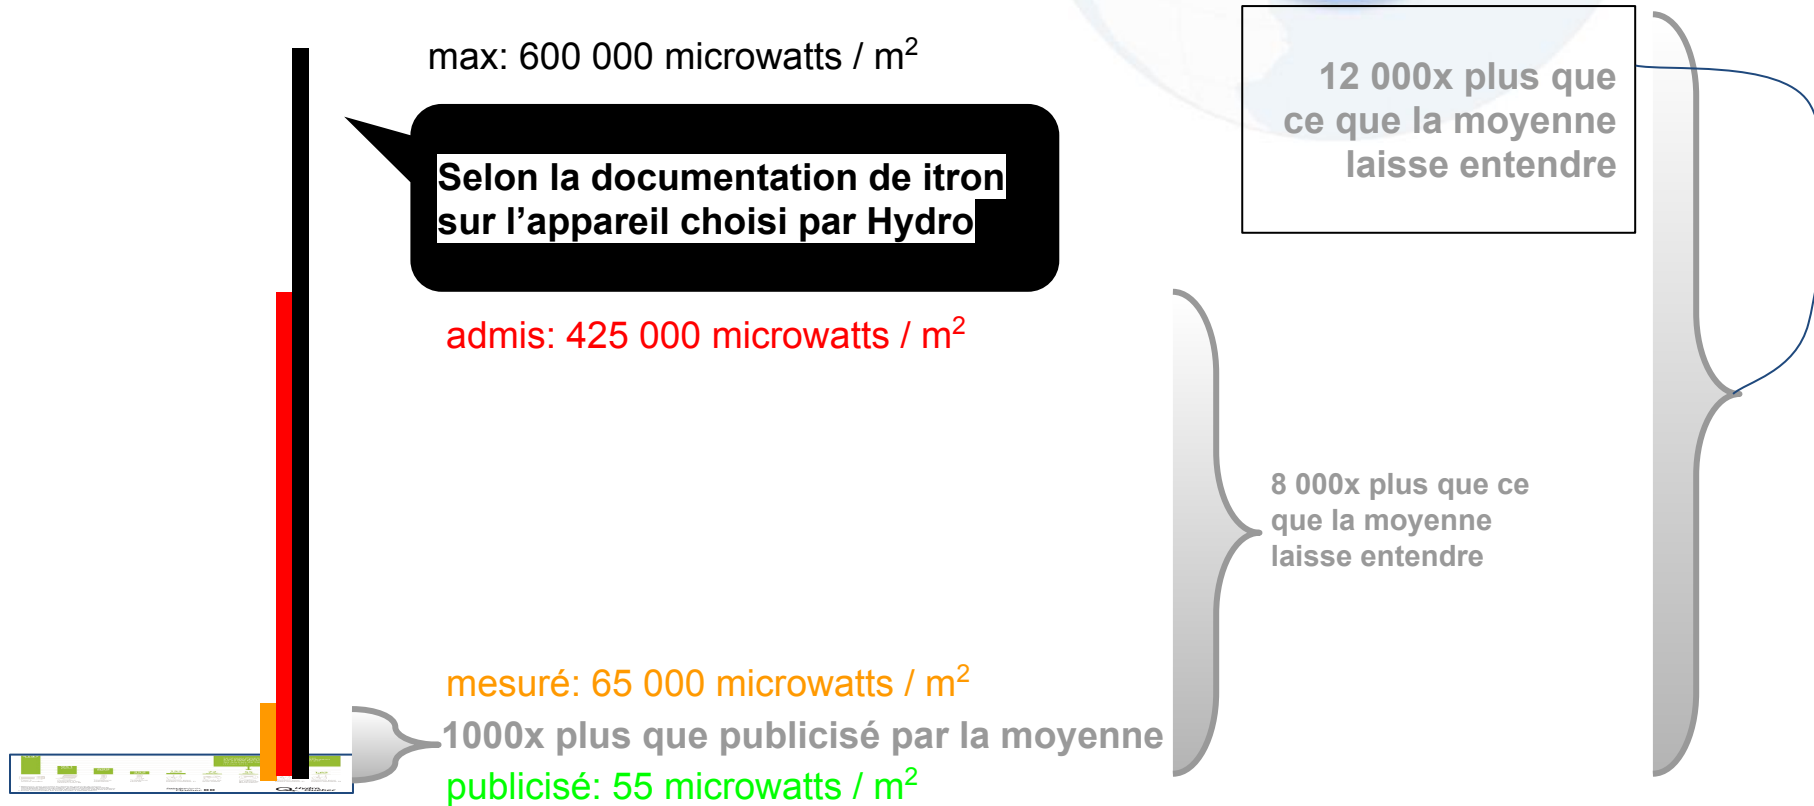 max: 600 000 microwatts / m²
12 000x plus que
ce que la moyenne
laisse entendre
Selon la documentation de itron
sur l’appareil choisi par Hydro
admis: 425 000 microwatts / m²
8 000x plus que ce
que la moyenne
laisse entendre
mesuré: 65 000 microwatts / m²
1000x plus que publicisé par la moyenne
publicisé: 55 microwatts / m²